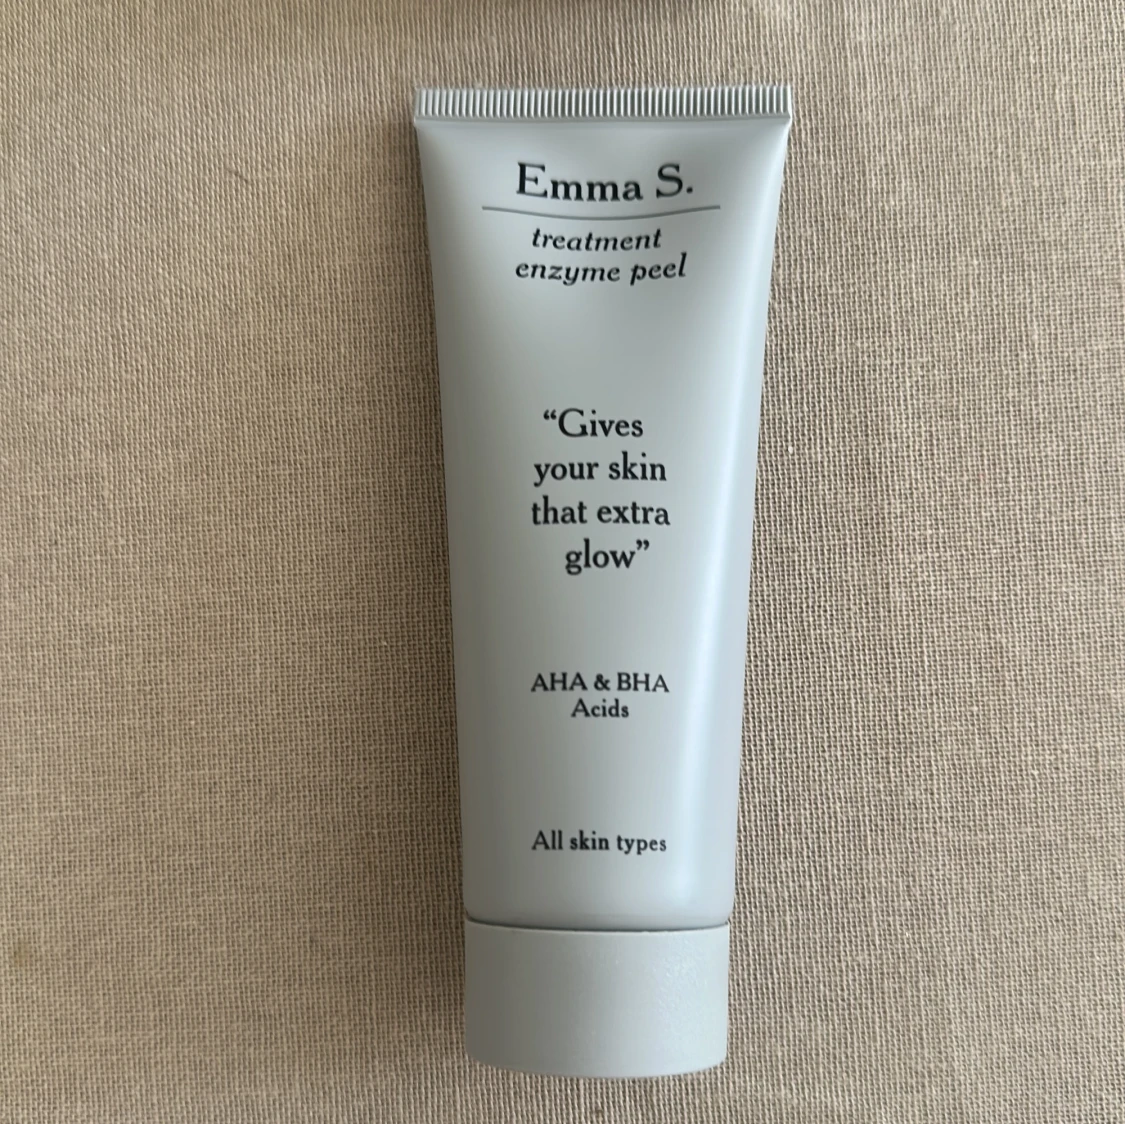 Emma S.
treatment
enzyme peel
“Gives
your skin
that extra
glow”
AHA & BHA
Acids
All skin types